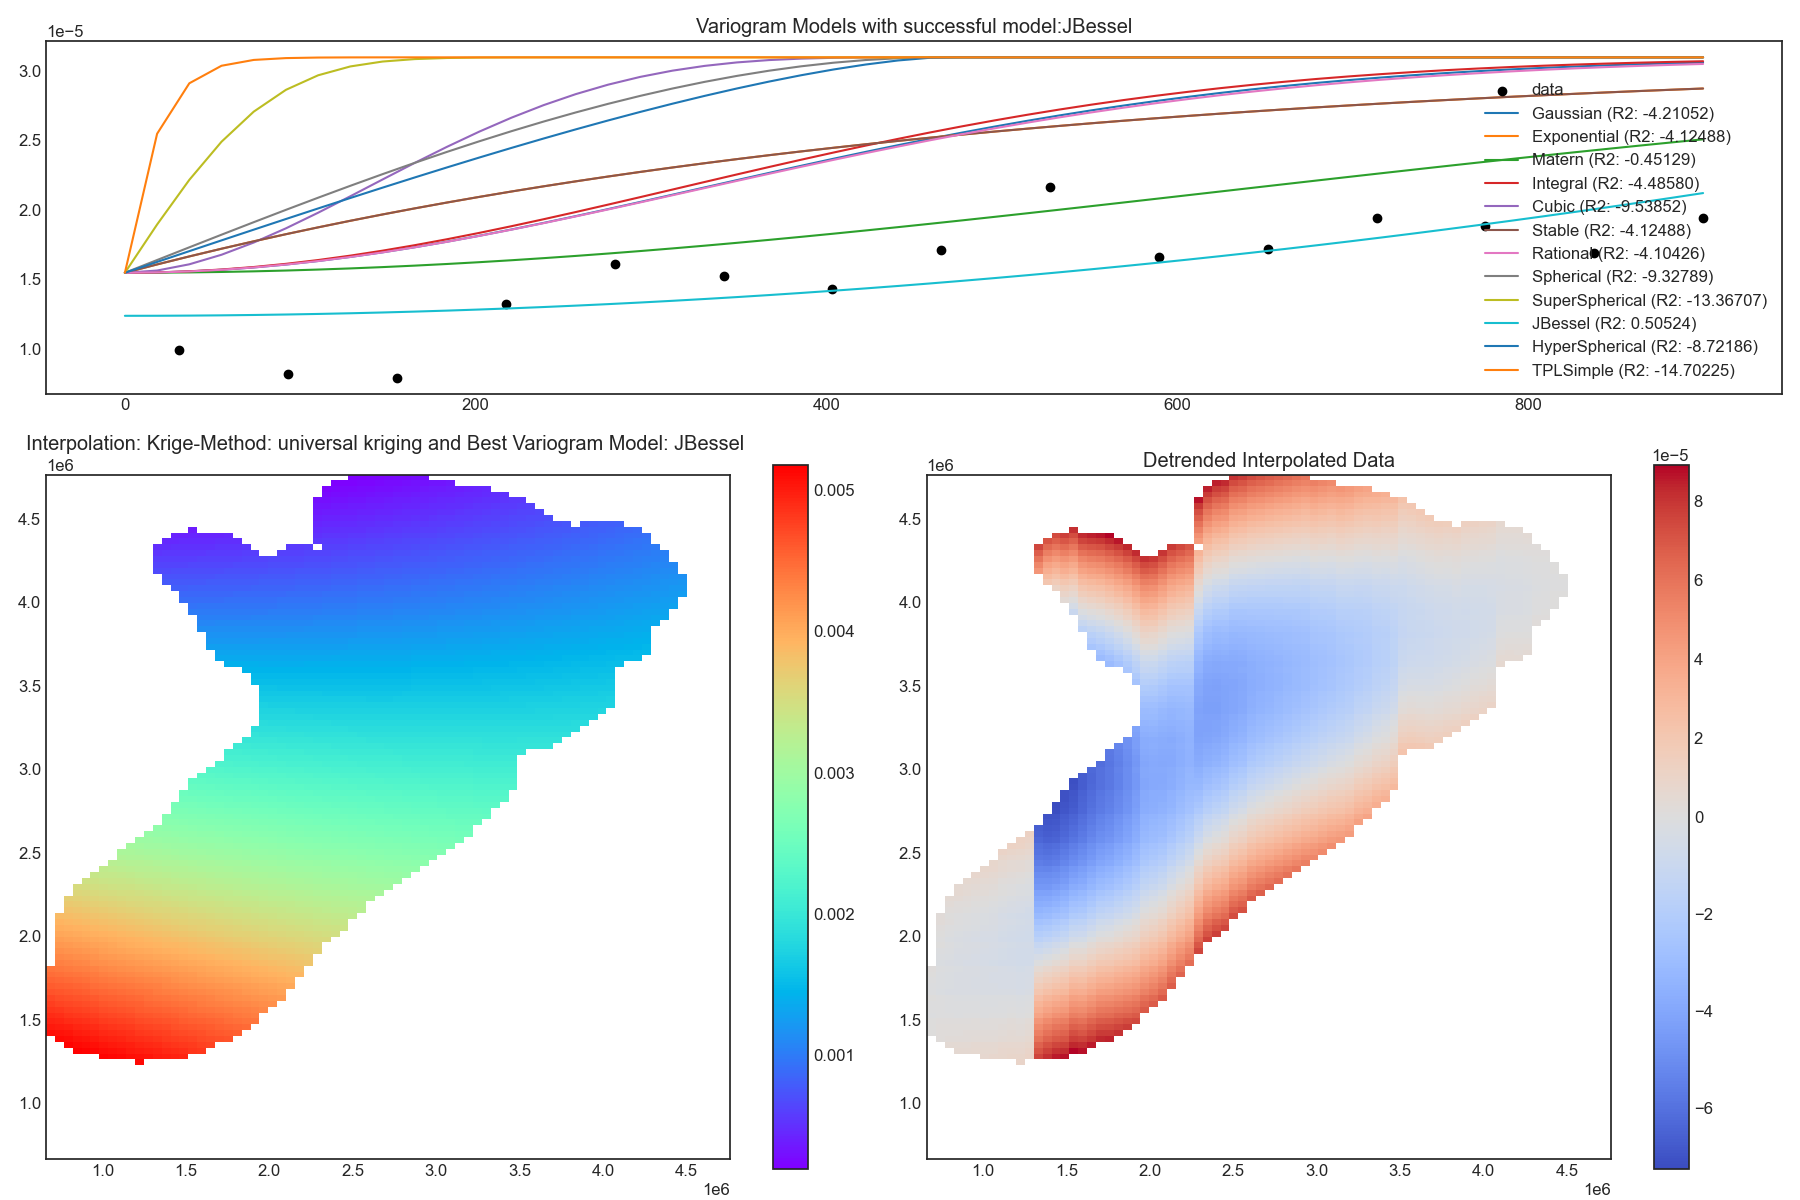 Variogram Models with successful model:JBessel
1e−5
3.0
2.5
2.0
1.5
1.0
0 200 400 600 800
data
Gaussian (R2: -4.21052)
Exponential (R2: -4.12488)
Matern (R2: -0.45129)
Integral (R2: -4.48580)
Cubic (R2: -9.53852)
Stable (R2: -4.12488)
Rational (R2: -4.10426)
Spherical (R2: -9.32789)
SuperSpherical (R2: -13.36707)
JBessel (R2: 0.50524)
HyperSpherical (R2: -8.72186)
TPLSimple (R2: -14.70225)
Interpolation: Krige-Method: universal kriging and Best Variogram Model: JBessel
1e6
4.5
4.0
3.5
3.0
2.5
2.0
1.5
1.0
1.0 1.5 2.0 2.5 3.0 3.5 4.0 4.5
1e6
0.005
0.004
0.003
0.002
0.001
Detrended Interpolated Data
1e6
4.5
4.0
3.5
3.0
2.5
2.0
1.5
1.0
1.0 1.5 2.0 2.5 3.0 3.5 4.0 4.5
1e6
1e−5
8
6
4
2
0
−2
−4
−6